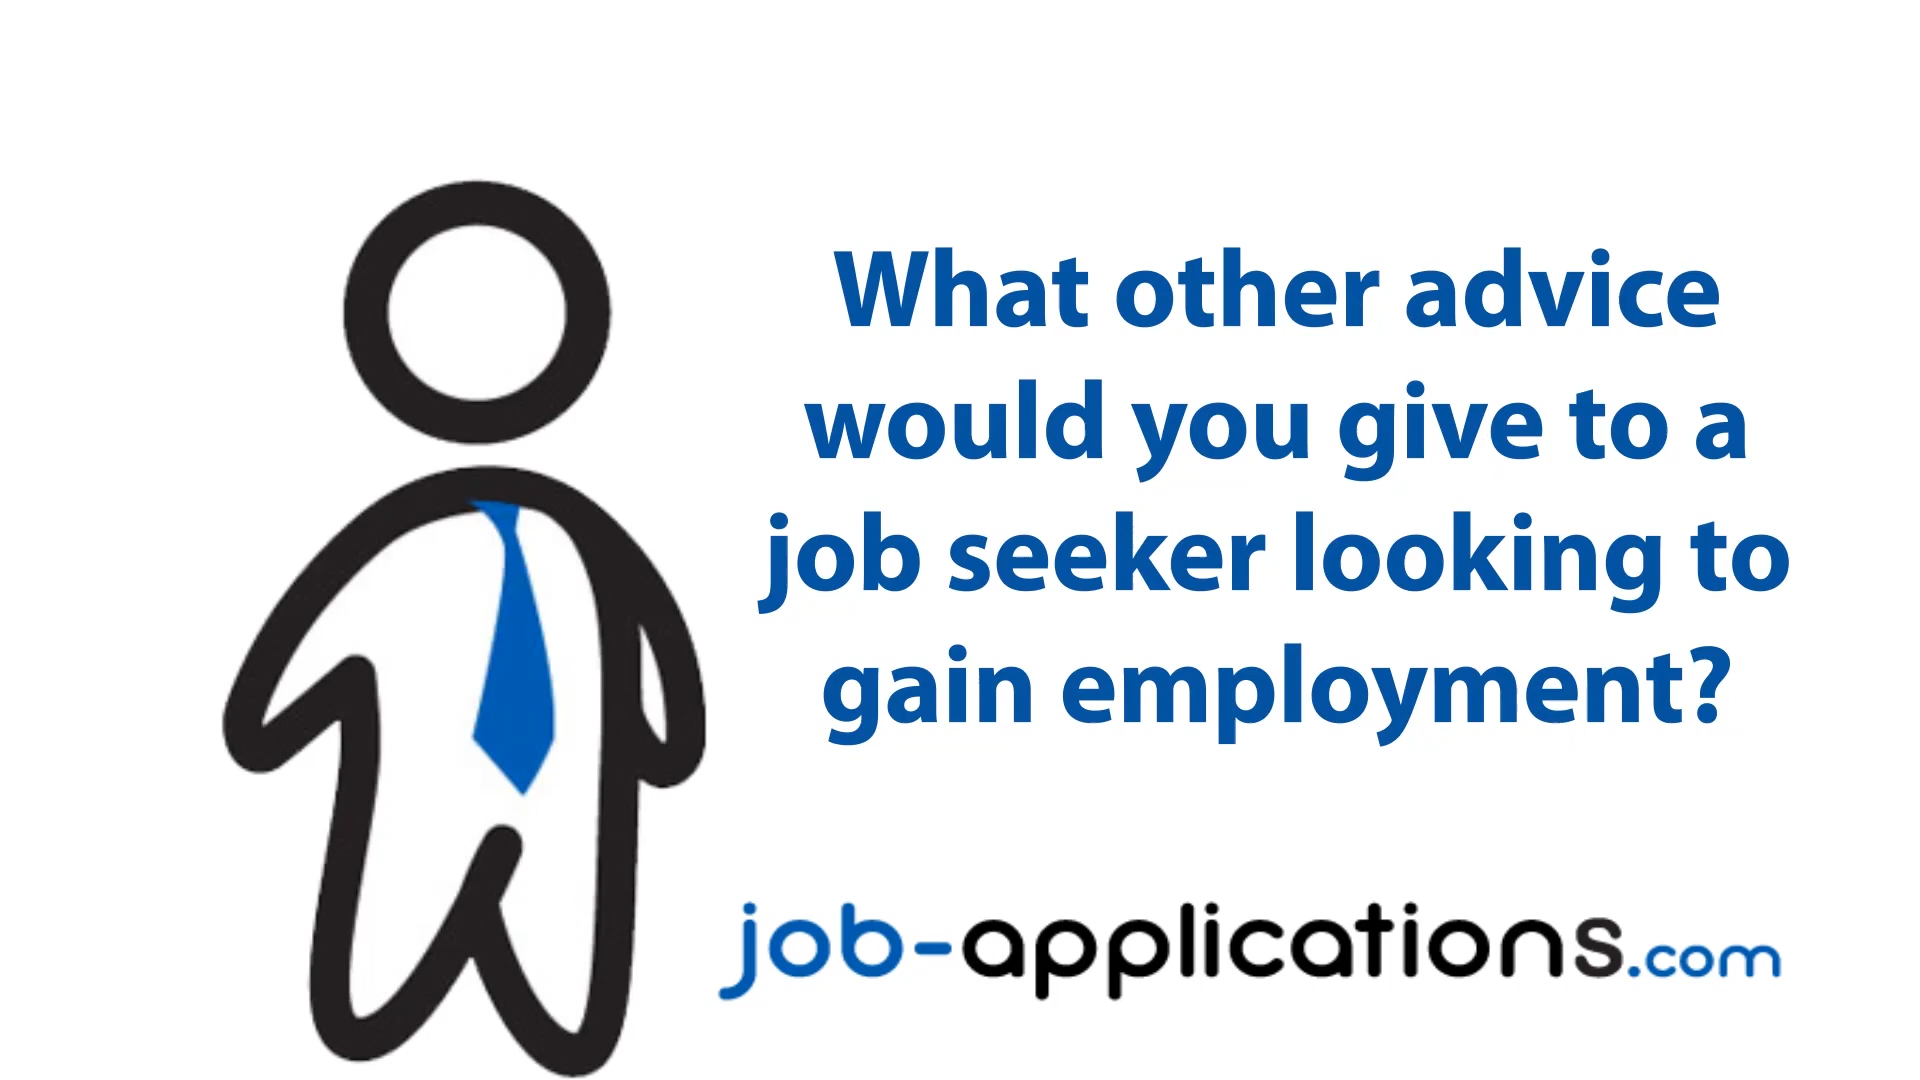 What other advice
would you give to a
job seeker looking to
gain employment?
job-applications.com